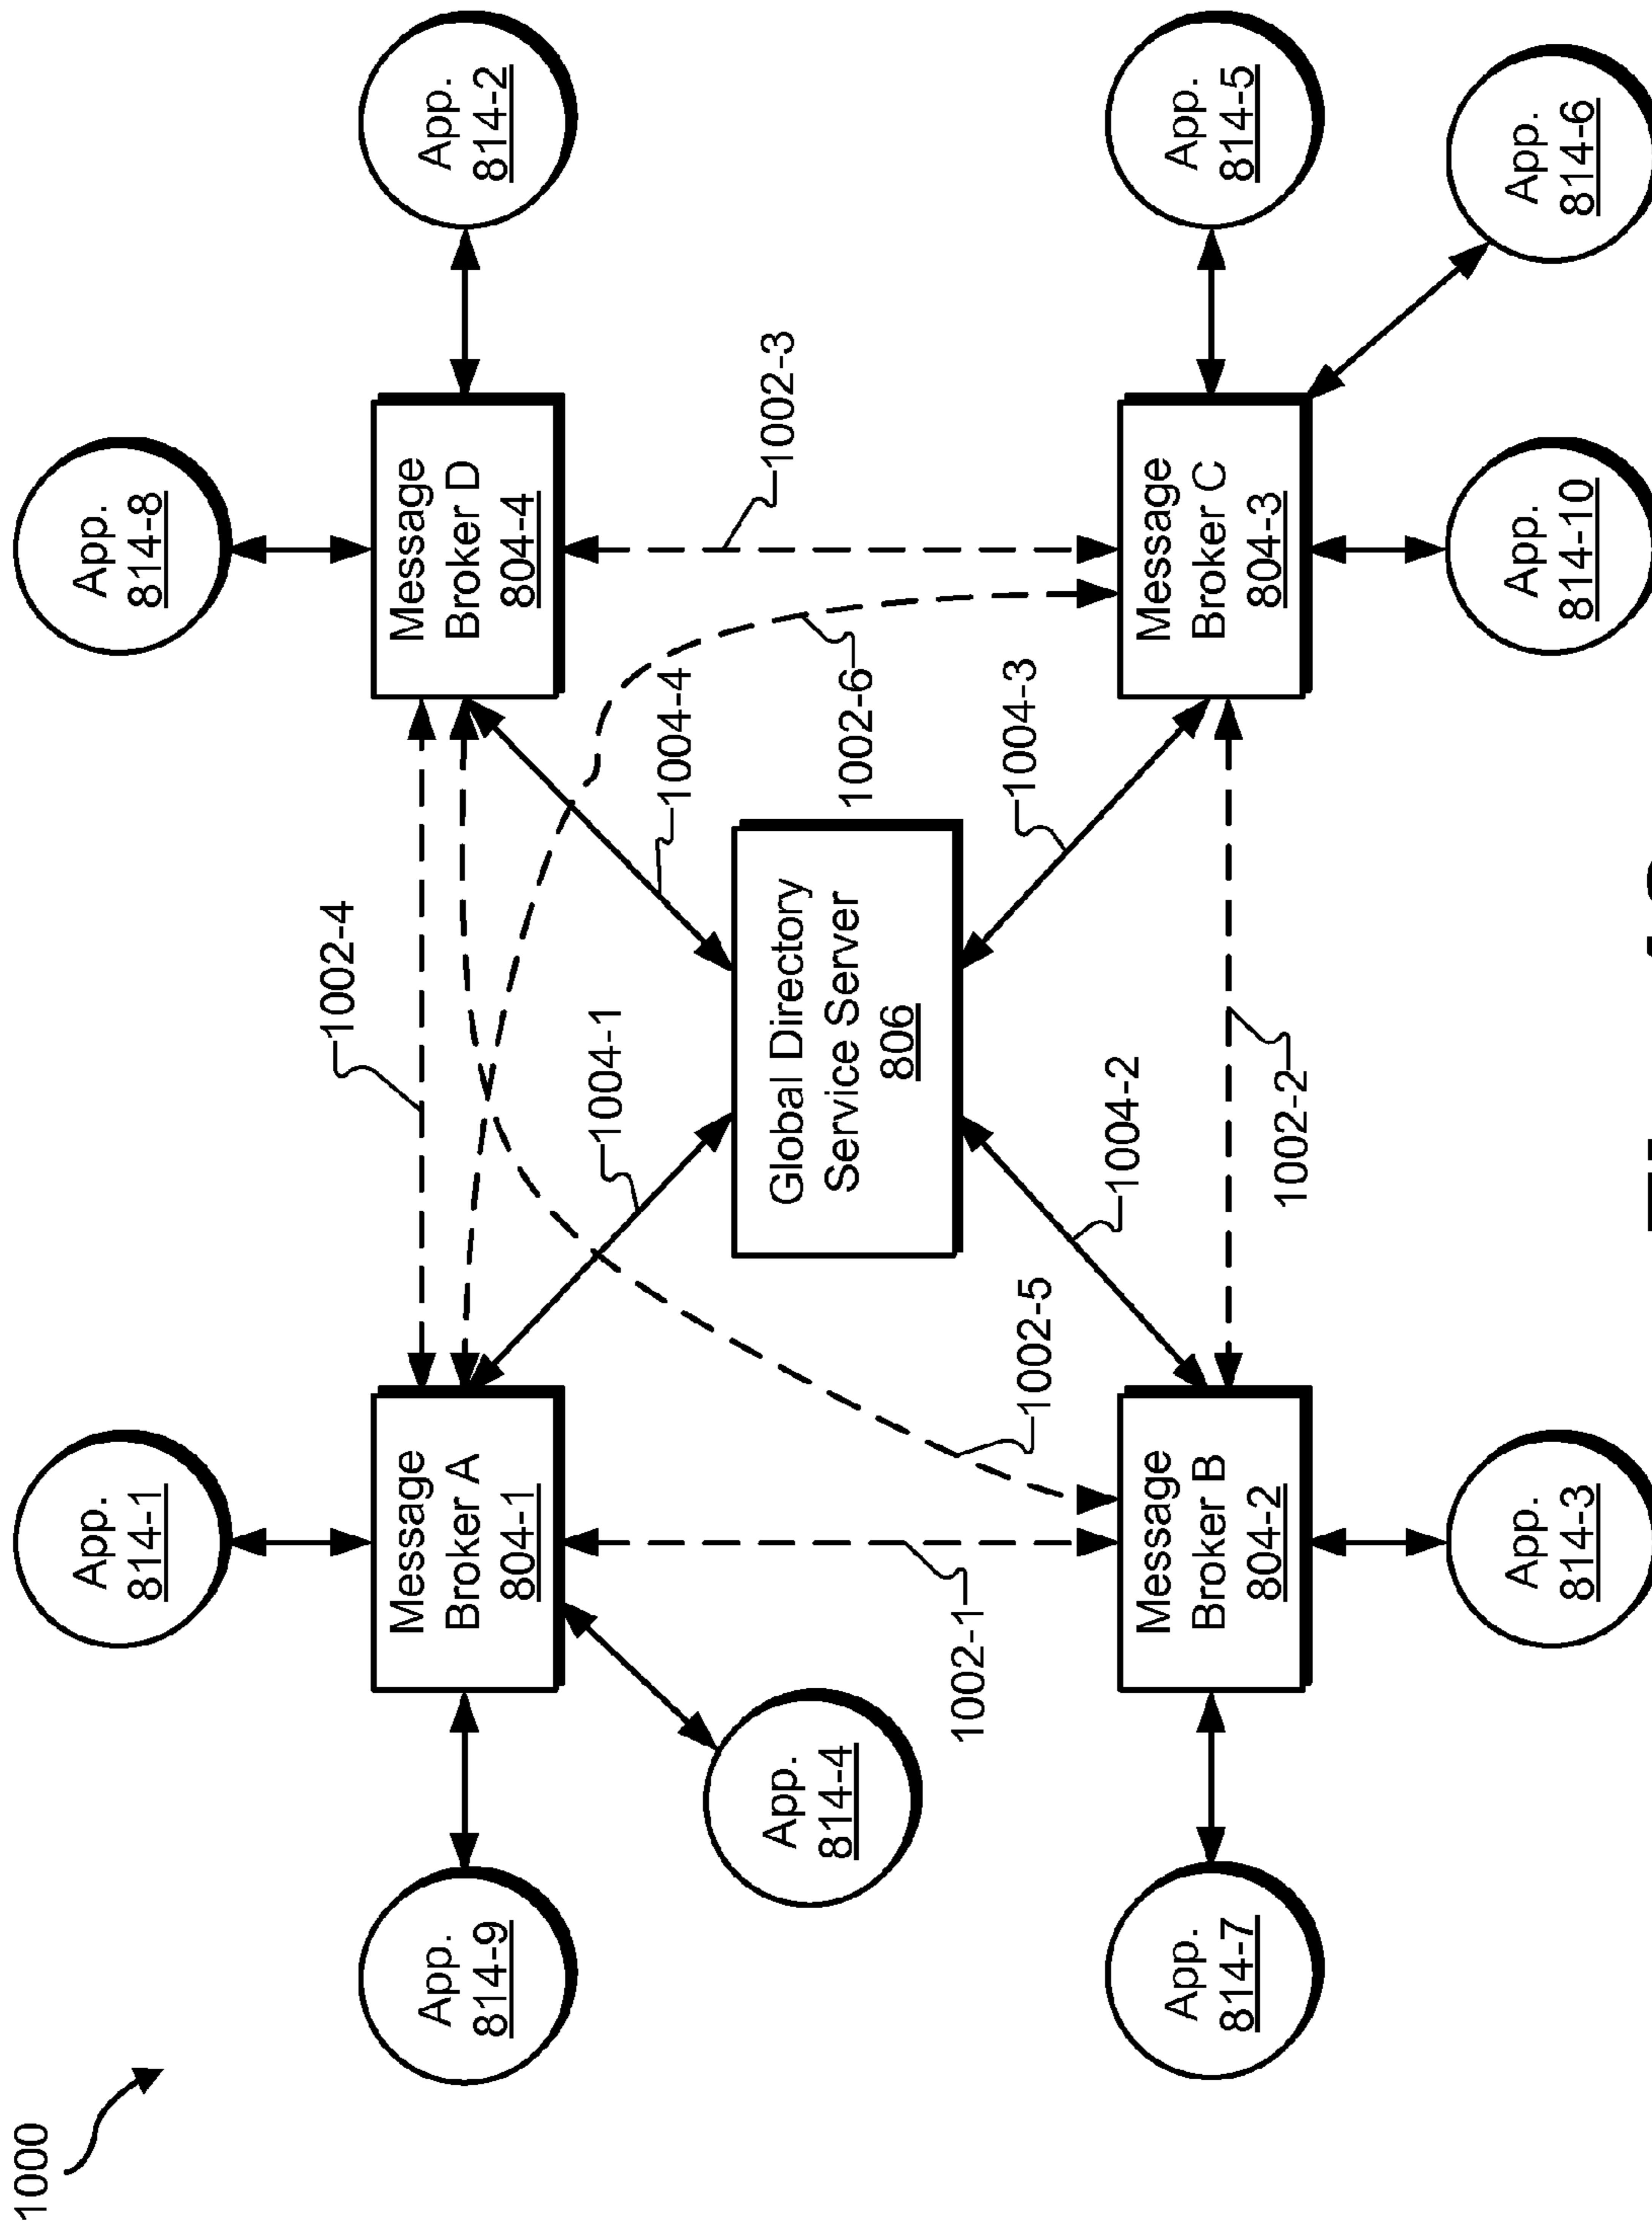 1000
App.
814-1
App.
814-8
App.
814-9
Message
Broker A
804-1
1002-4
Message
Broker D
804-4
App.
814-2
App.
814-4
1004-1
1004-4
1002-3
Global Directory
Service Server
806
1002-6
1002-1
1002-5
1004-2
1004-3
App.
814-7
Message
Broker B
804-2
1002-2
Message
Broker C
804-3
App.
814-5
App.
814-3
App.
814-10
App.
814-6